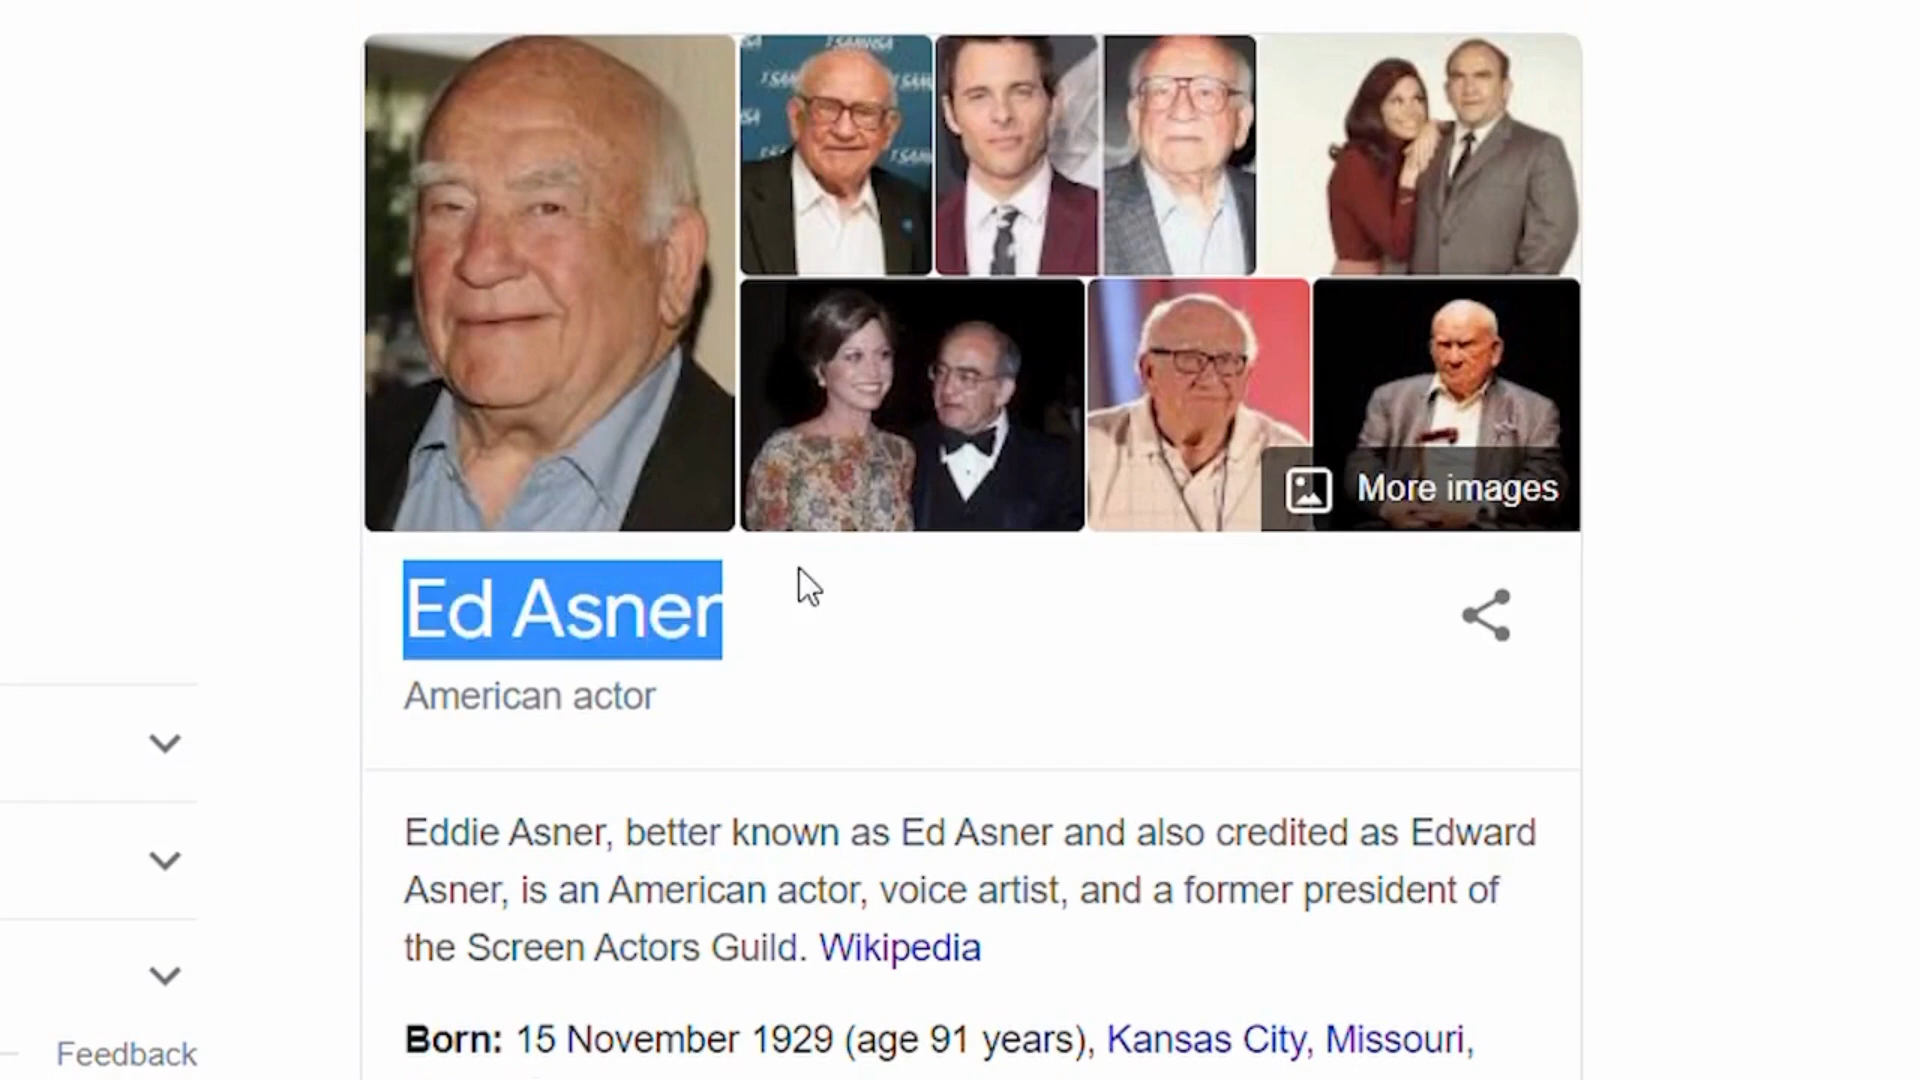 TSAMHSA
More images
Ed Asner
American actor
Eddie Asner, better known as Ed Asner and also credited as Edward
Asner, is an American actor, voice artist, and a former president of
the Screen Actors Guild. Wikipedia
Born: 15 November 1929 (age 91 years), Kansas City, Missouri,
Feedback